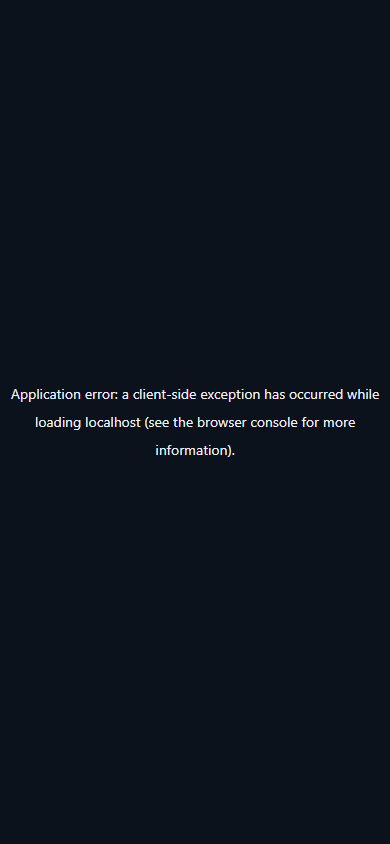 Application error: a client-side exception has occurred while
loading localhost (see the browser console for more
information).